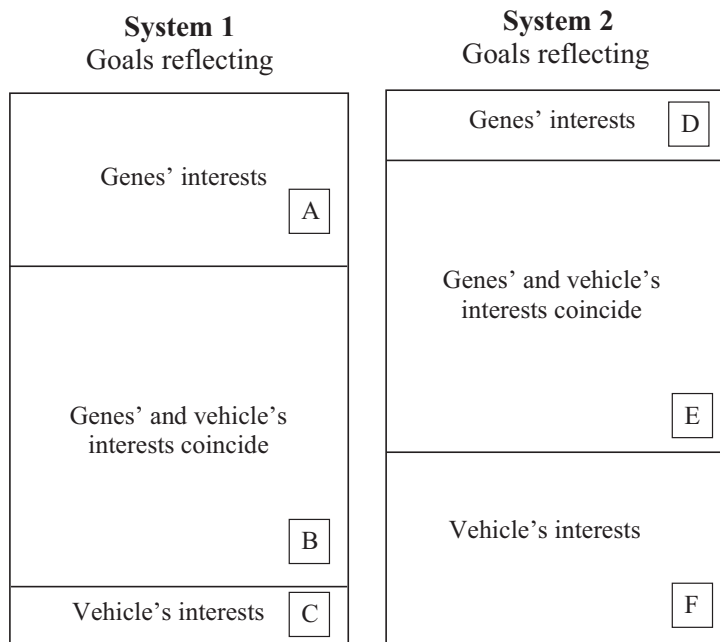 System 1
Goals reflecting
Genes' interests
A
Genes' and vehicle's
interests coincide
B
Vehicle's interests
C
System 2
Goals reflecting
Genes' interests
D
Genes' and vehicle's
interests coincide
E
Vehicle's interests
F